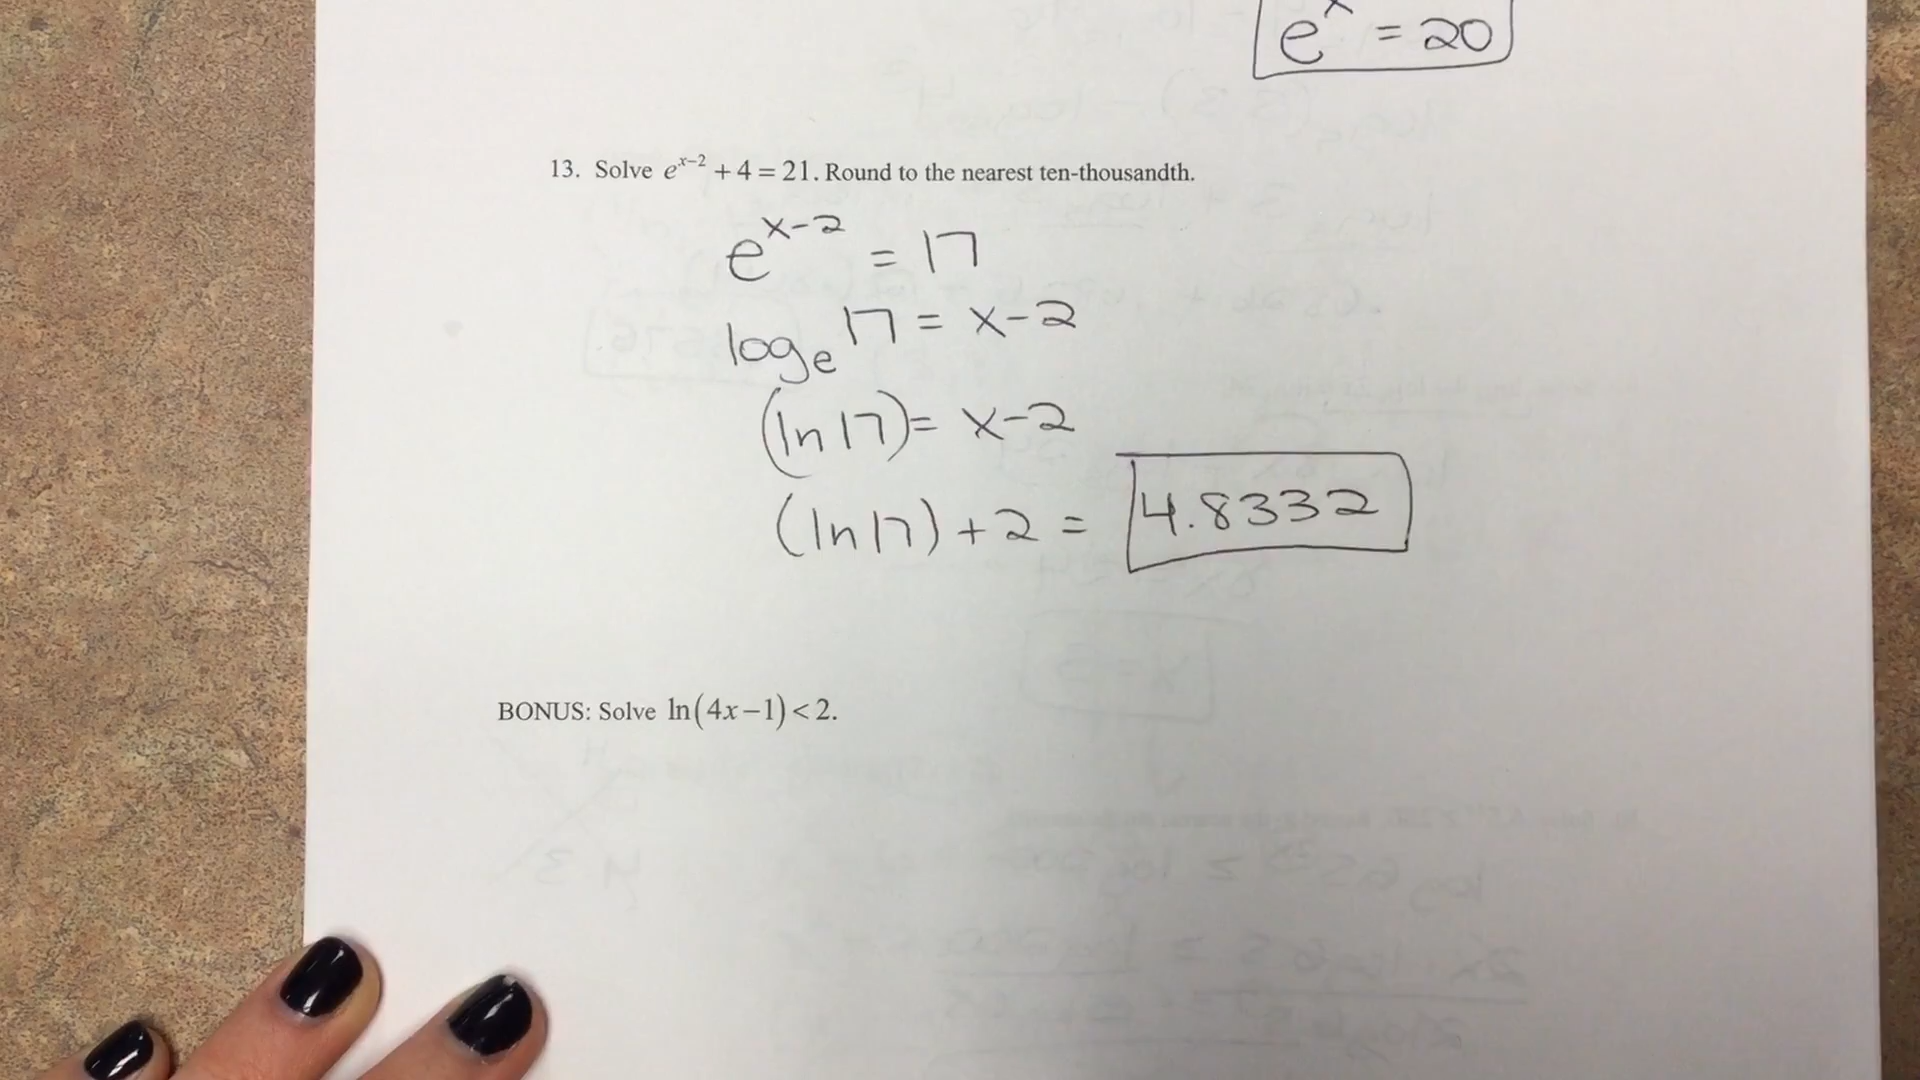 e^x = 20
13. Solve e^{x-2} + 4 = 21. Round to the nearest ten-thousandth.
e^{x-2} = 17
log_e 17 = x-2
(ln 17) = x-2
(ln 17) + 2 = 4.8332
BONUS: Solve ln(4x-1) < 2.